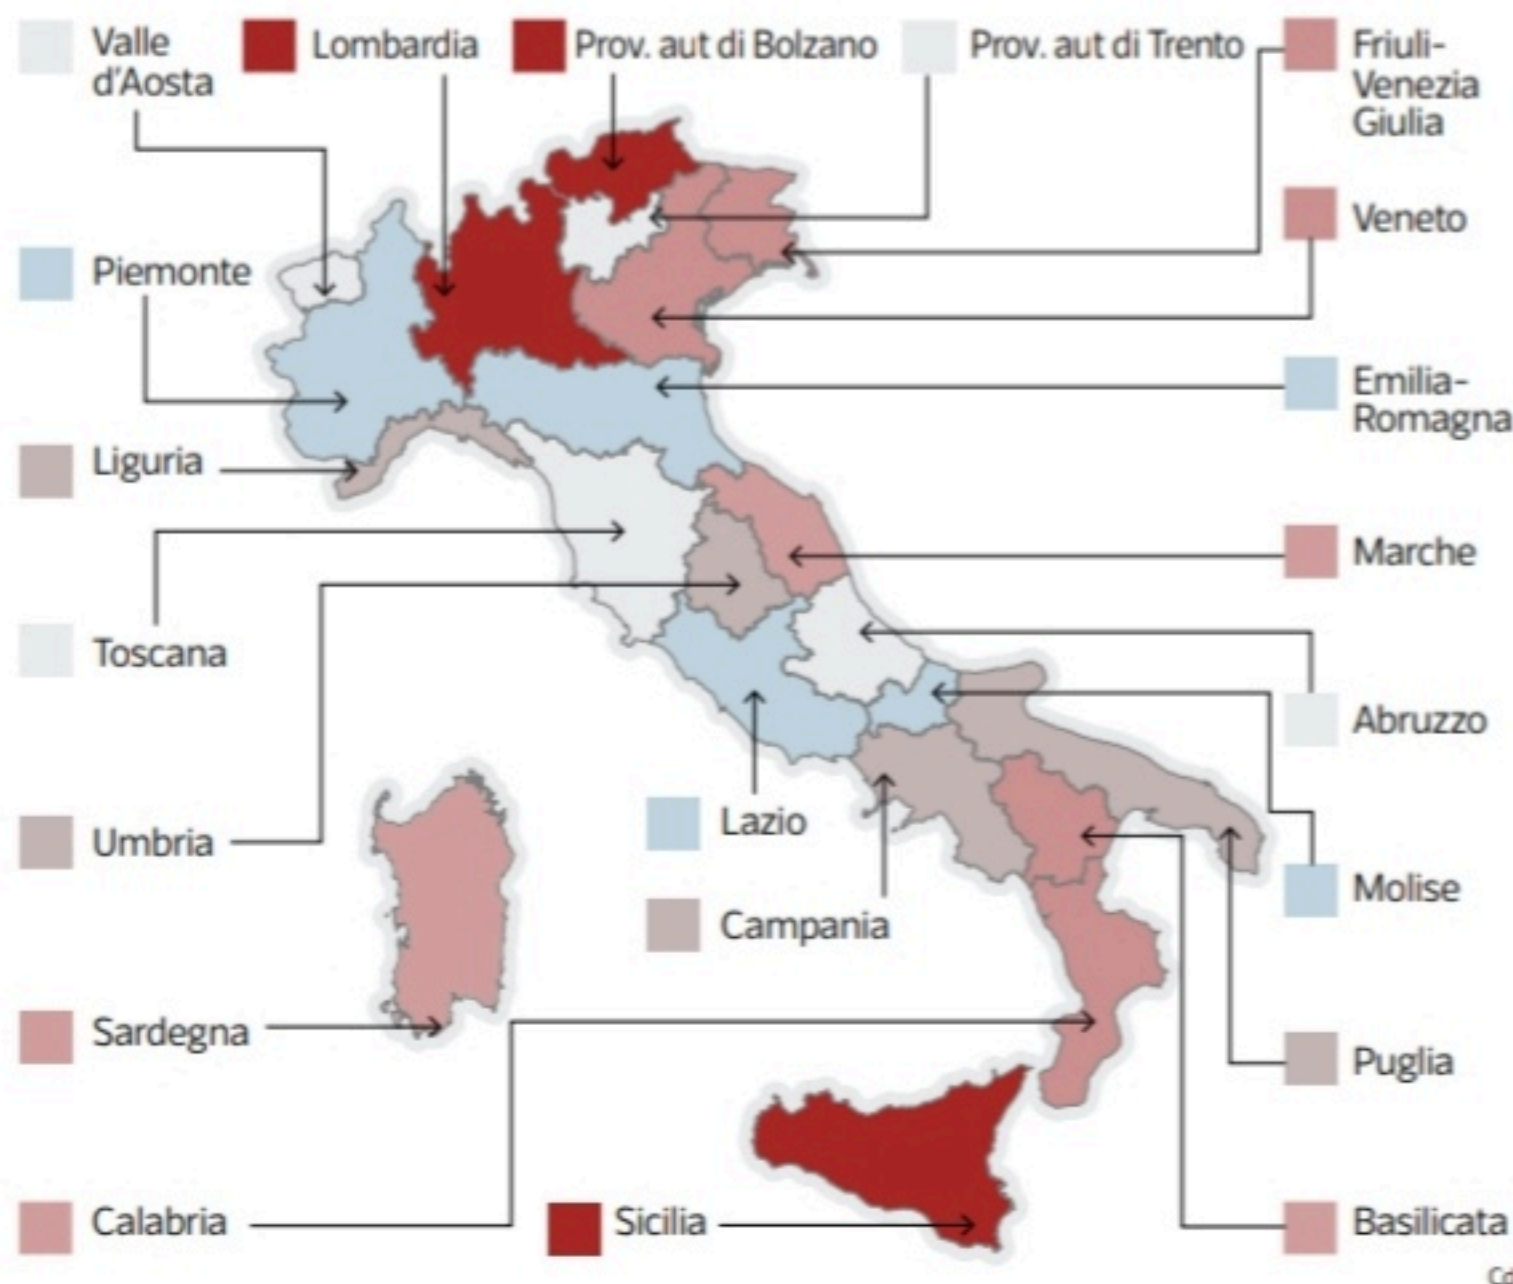 Valle
d'Aosta
Lombardia
Prov. aut di Bolzano
Prov. aut di Trento
Friuli-
Venezia
Giulia
Veneto
Piemonte
Emilia-
Romagna
Liguria
Marche
Toscana
Abruzzo
Lazio
Umbria
Molise
Campania
Sardegna
Puglia
Calabria
Sicilia
Basilicata